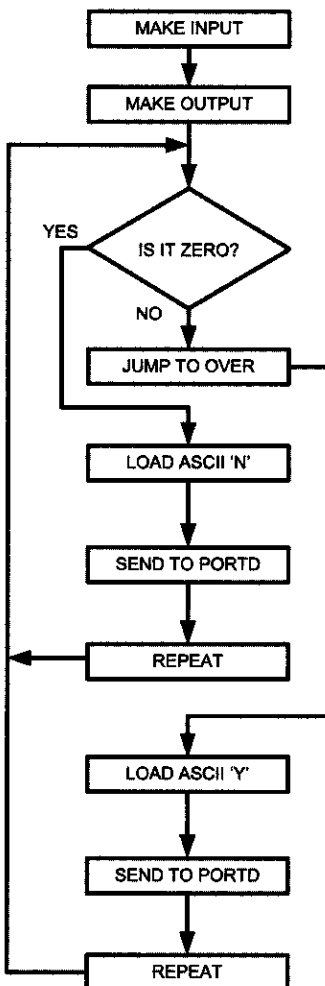 MAKE INPUT
MAKE OUTPUT
YES
IS IT ZERO?
NO
JUMP TO OVER
LOAD ASCII 'N'
SEND TO PORTD
REPEAT
LOAD ASCII 'Y'
SEND TO PORTD
REPEAT